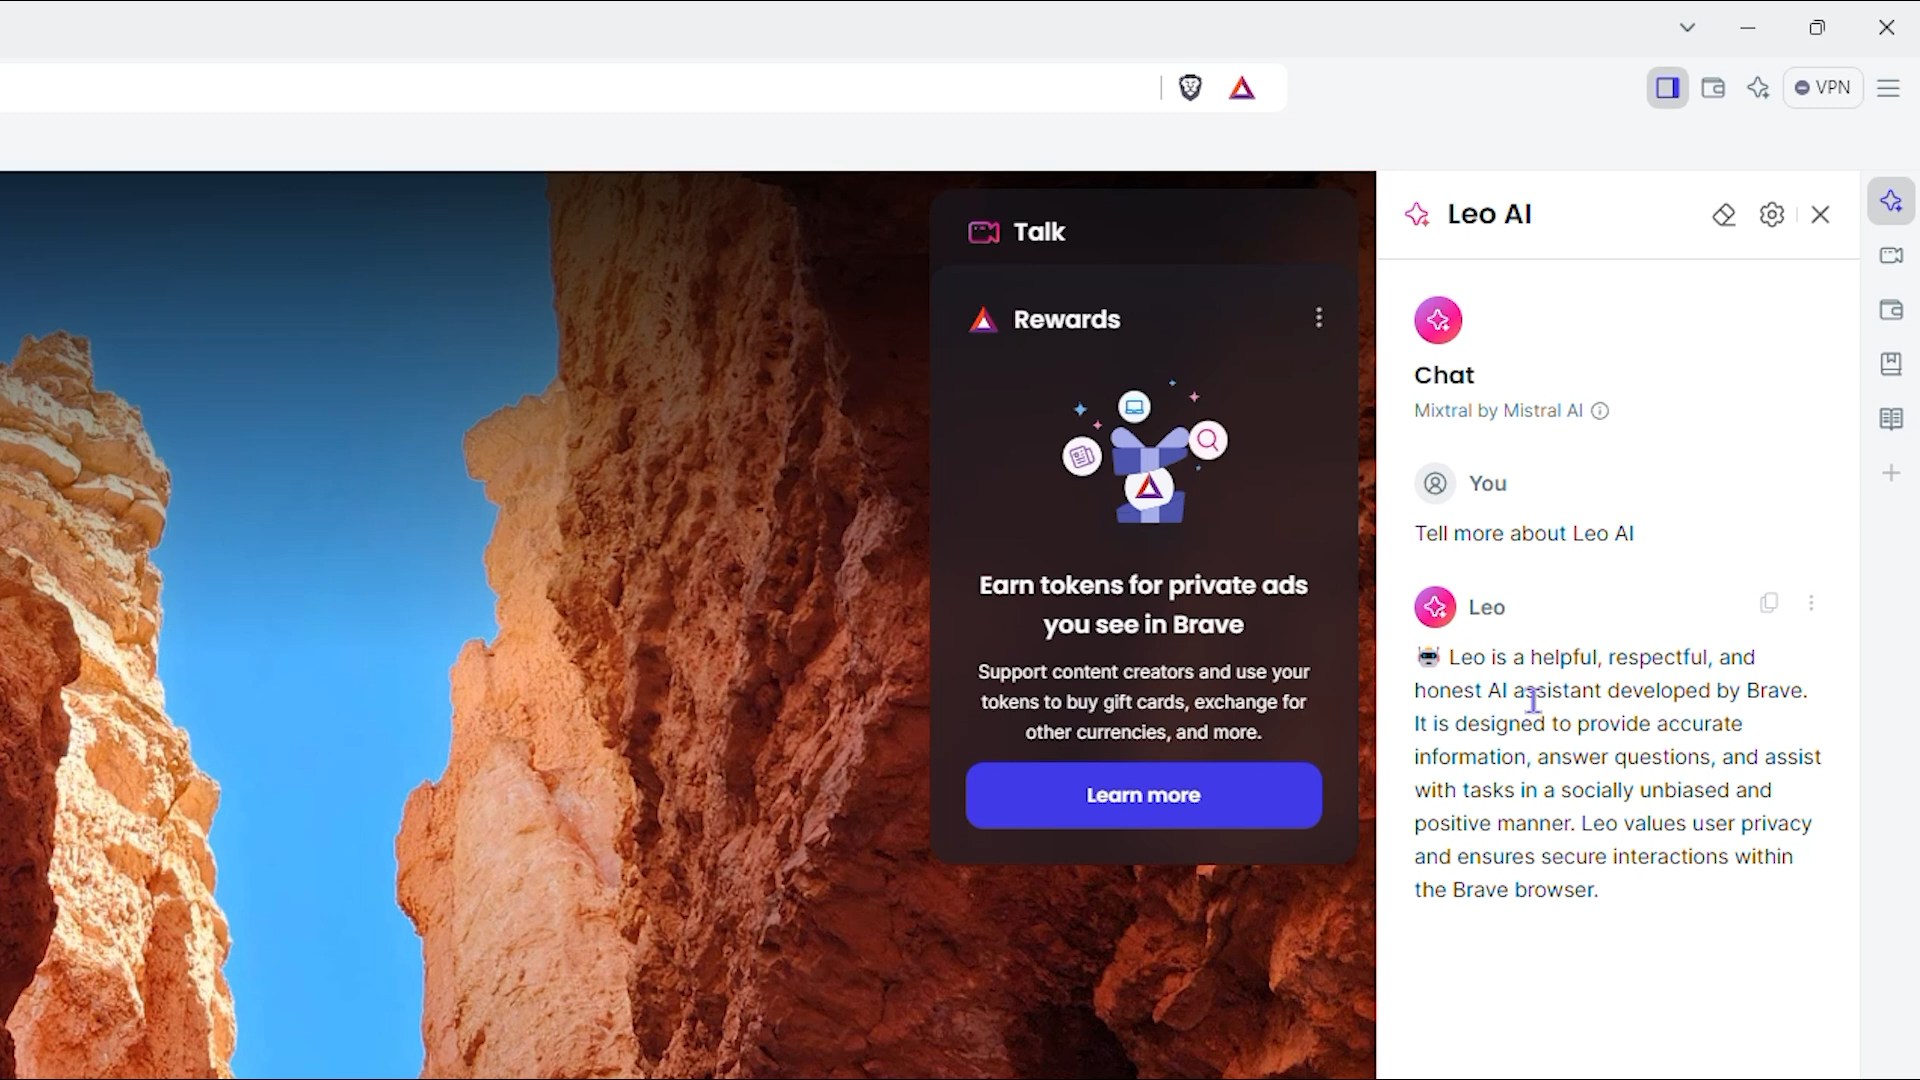 VPN
Talk
Rewards
Earn tokens for private ads
you see in Brave
Support content creators and use your
tokens to buy gift cards, exchange for
other currencies, and more.
Learn more
Leo AI
Chat
Mixtral by Mistral AI
You
Tell more about Leo AI
Leo
🤖 Leo is a helpful, respectful, and
honest AI assistant developed by Brave.
It is designed to provide accurate
information, answer questions, and assist
with tasks in a socially unbiased and
positive manner. Leo values user privacy
and ensures secure interactions within
the Brave browser.